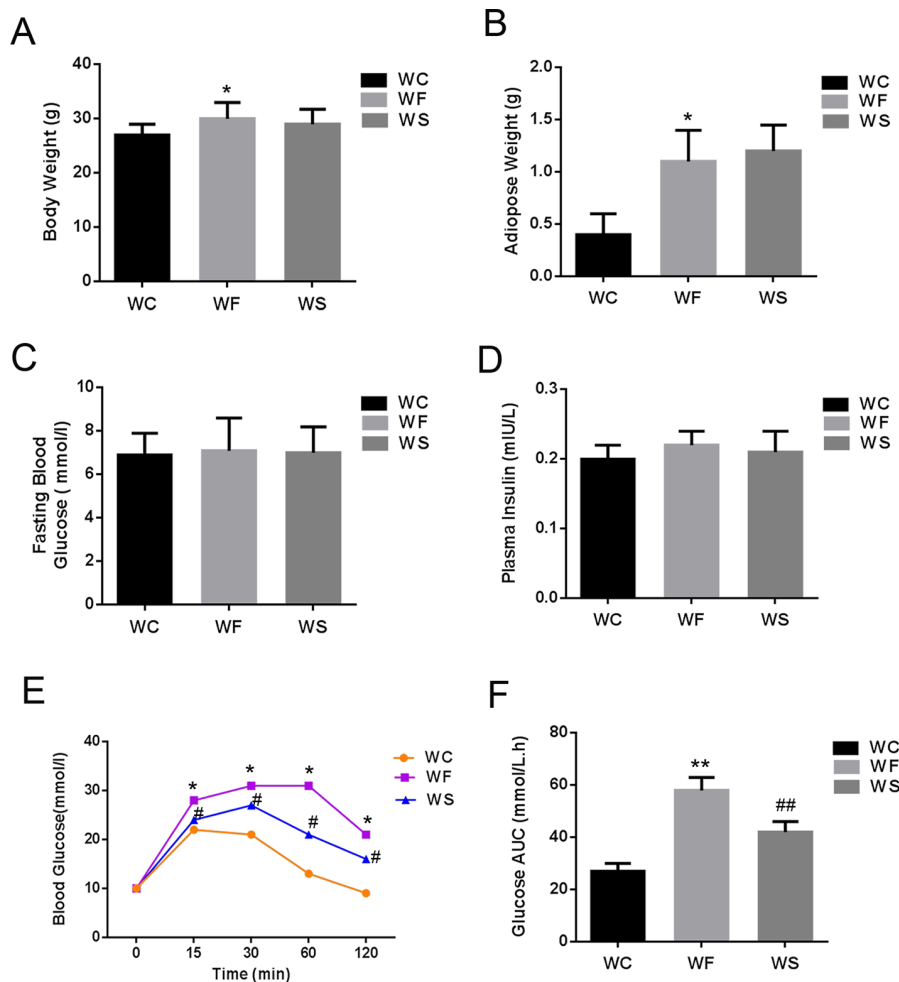 A
Body Weight (g)
40
30
20
10
0
*
WC
WF
WS
WC
WF
WS
B
Adiopose Weight (g)
2.0
1.5
1.0
0.5
0.0
*
WC
WF
WS
WC
WF
WS
C
Fasting Blood
Glucose ( mmol/l)
10
8
6
4
2
0
WC
WF
WS
WC
WF
WS
D
Plasma Insulin (mIU/L)
0.3
0.2
0.1
0.0
WC
WF
WS
WC
WF
WS
E
Blood Glucose(mmol/l)
40
30
20
10
0
* * * *
# # # #
0 15 30 60 120
Time (min)
WC
WF
WS
F
Glucose AUC (mmol/L.h)
80
60
40
20
0
**
##
WC
WF
WS
WC
WF
WS